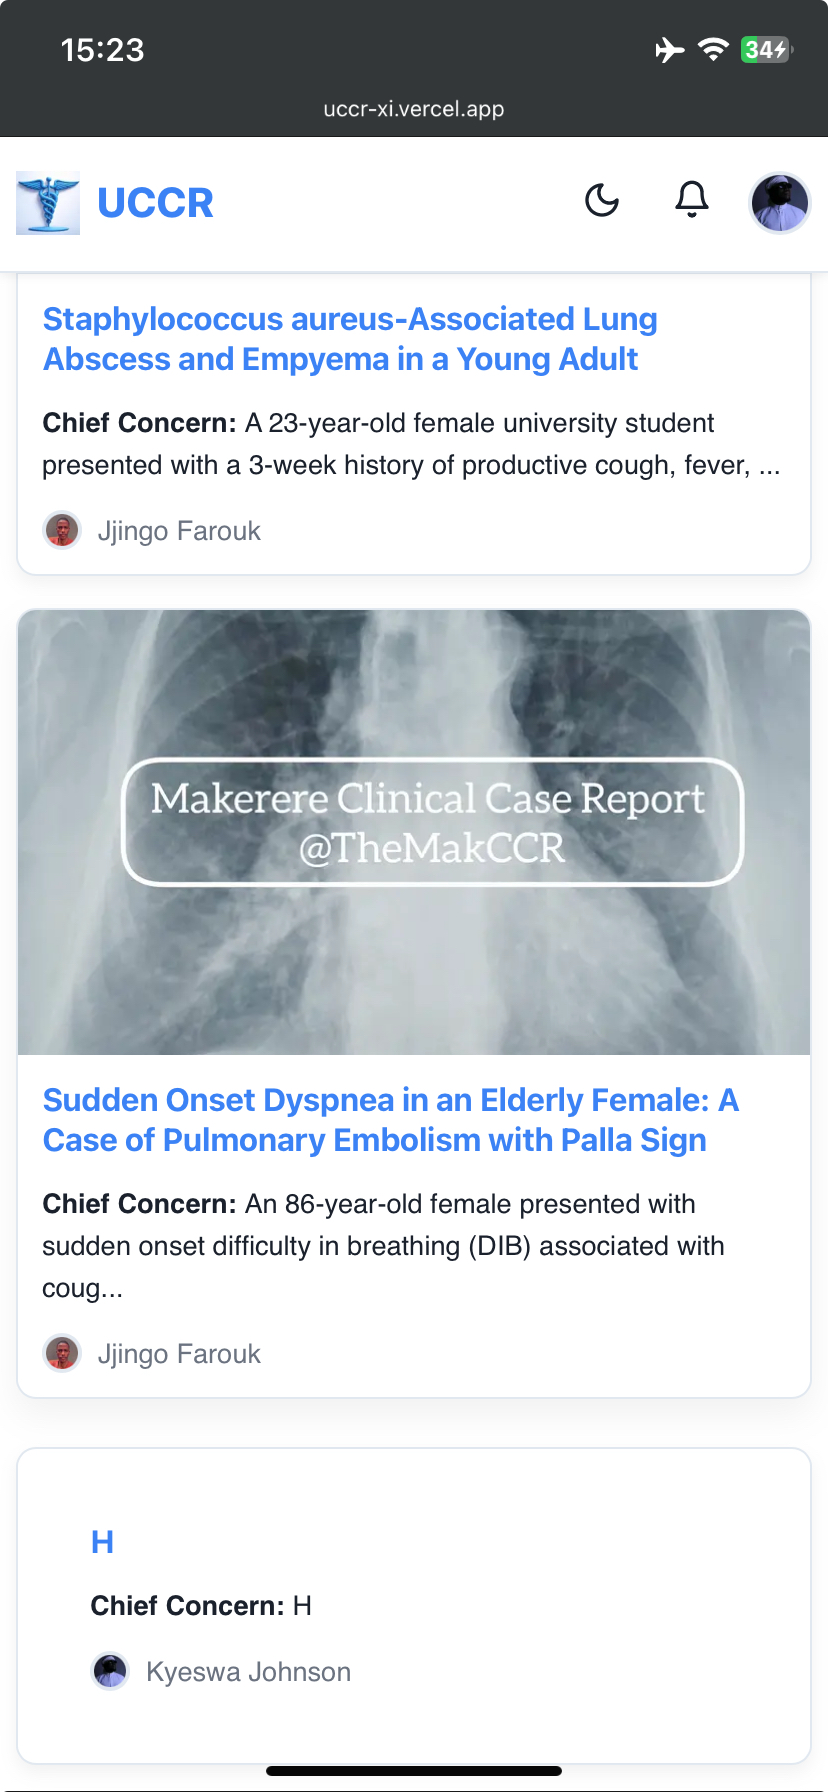 15:23
34
uccr-xi.vercel.app
UCCR
Staphylococcus aureus-Associated Lung
Abscess and Empyema in a Young Adult
Chief Concern: A 23-year-old female university student
presented with a 3-week history of productive cough, fever, ...
Jjingo Farouk
Makerere Clinical Case Report
@TheMakCCR
Sudden Onset Dyspnea in an Elderly Female: A
Case of Pulmonary Embolism with Palla Sign
Chief Concern: An 86-year-old female presented with
sudden onset difficulty in breathing (DIB) associated with
coug...
Jjingo Farouk
H
Chief Concern: H
Kyeswa Johnson